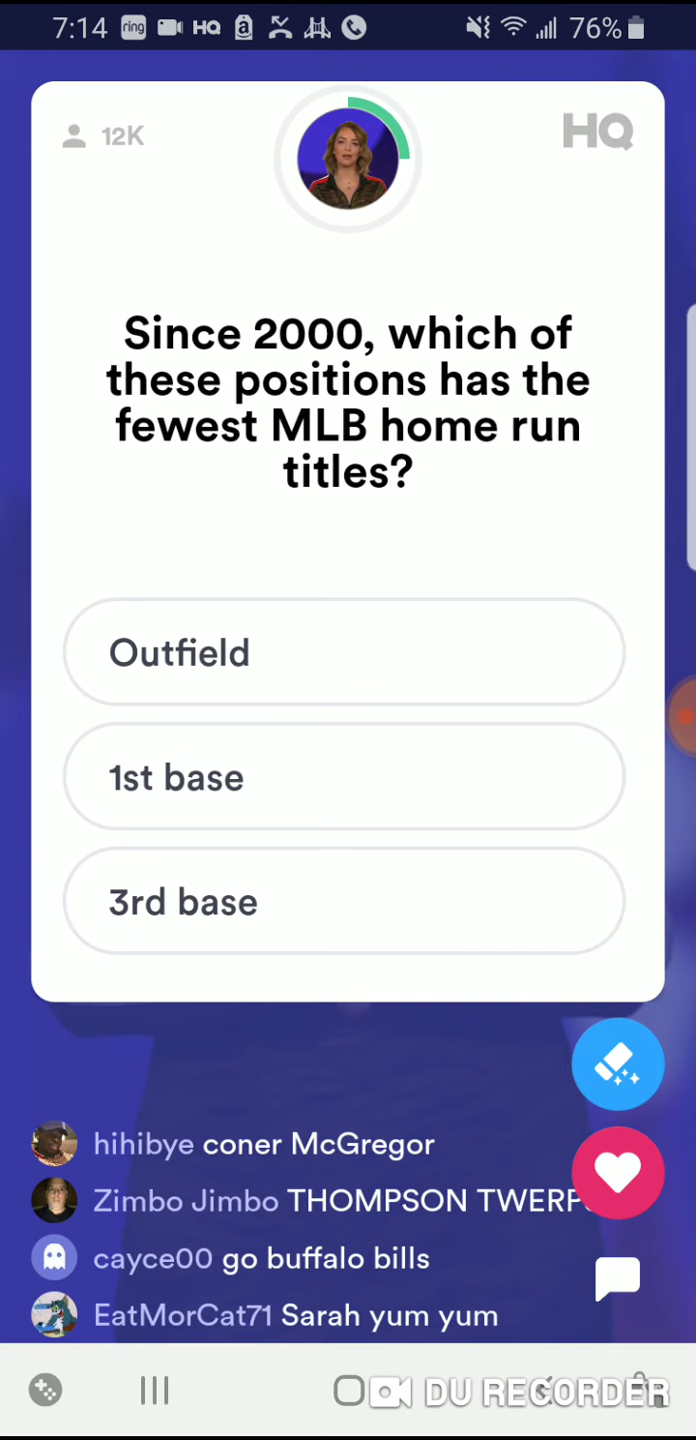 7:14 ring HQ a 76%
12K HQ
Since 2000, which of
these positions has the
fewest MLB home run
titles?
Outfield
1st base
3rd base
hihibye coner McGregor
Zimbo Jimbo THOMPSON TWERP
cayce00 go buffalo bills
EatMorCat71 Sarah yum yum
DU RECORDER